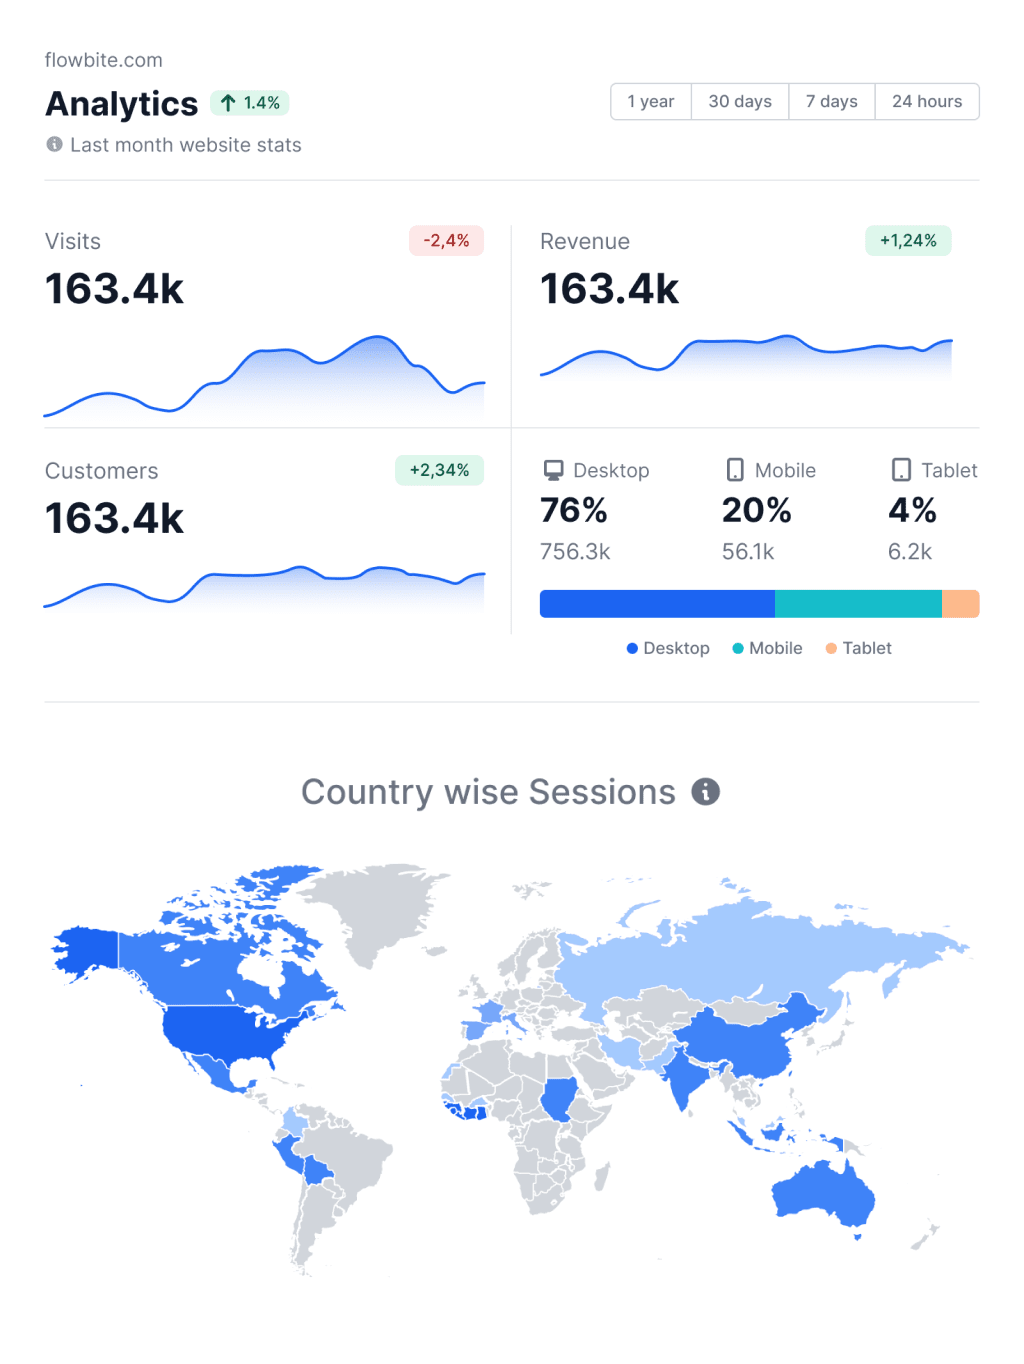 flowbite.com
Analytics 1.4%
1 year 30 days 7 days 24 hours
Last month website stats
Visits -2,4%
163.4k
Revenue +1,24%
163.4k
Customers +2,34%
163.4k
Desktop Mobile Tablet
76% 20% 4%
756.3k 56.1k 6.2k
Desktop Mobile Tablet
Country wise Sessions